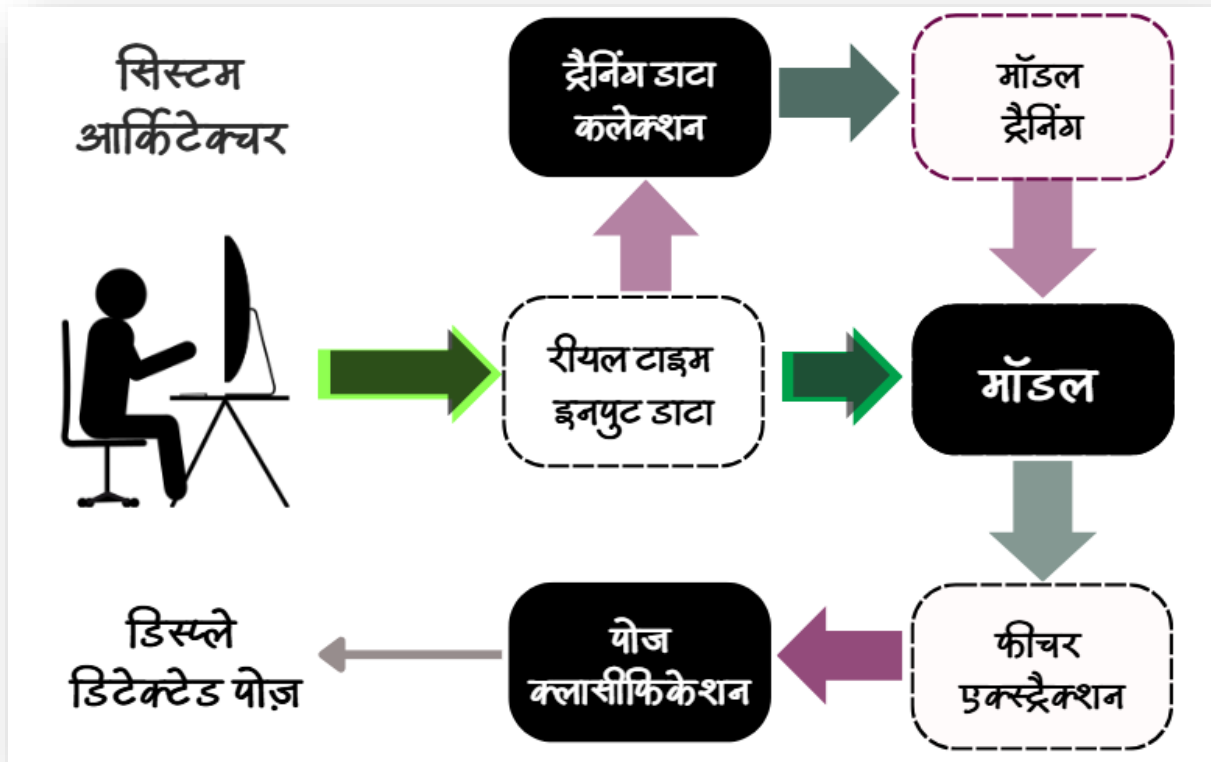 सिस्टम
आर्किटेक्चर
ट्रैनिंग डाटा
कलेक्शन
मॉडल
ट्रैनिंग
रीयल टाइम
इनपुट डाटा
मॉडल
डिस्प्ले
डिटेक्टेड पोज़
पोज
क्लासीफिकेशन
फीचर
एक्स्ट्रैक्शन